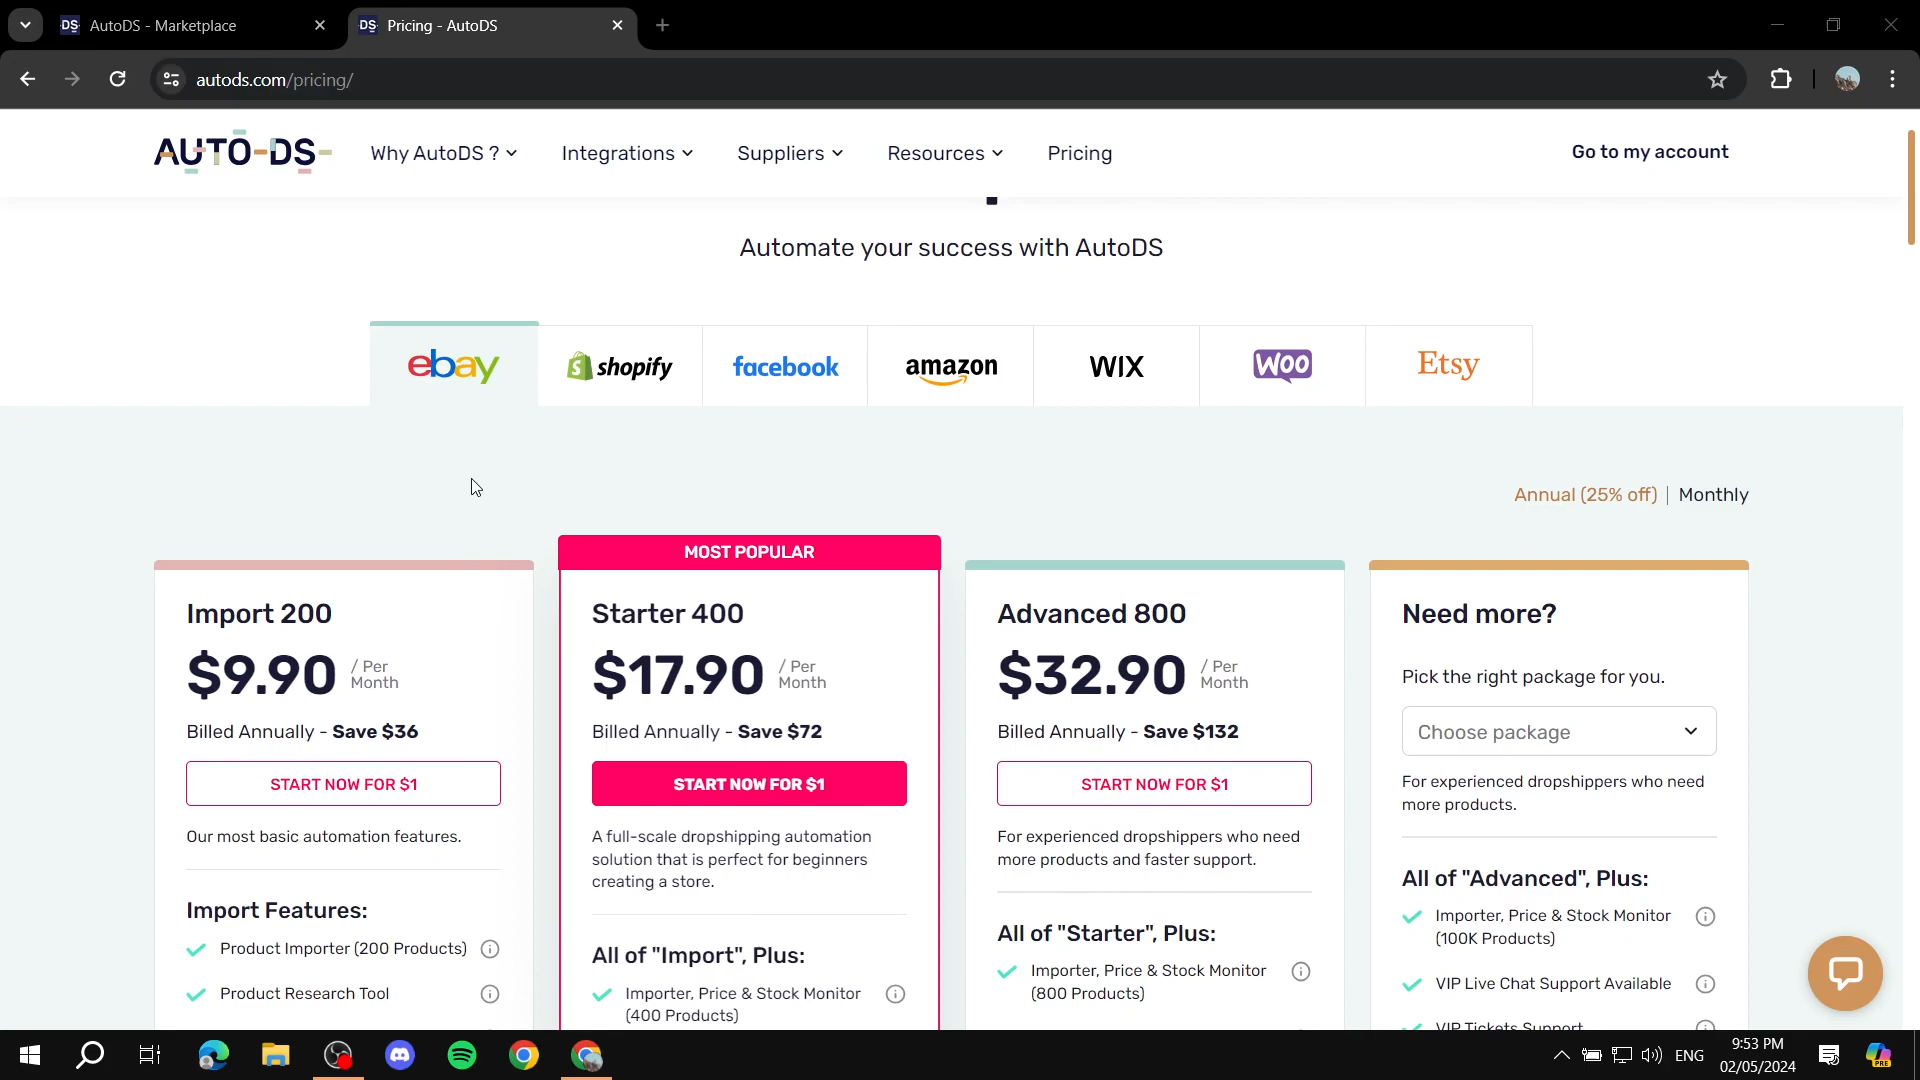 DS AutoDS - Marketplace
DS Pricing - AutoDS
autods.com/pricing/
AUTO-DS
Why AutoDS ?
Integrations
Suppliers
Resources
Pricing
Go to my account
Automate your success with AutoDS
ebay
shopify
facebook
amazon
WIX
WOO
Etsy
Annual (25% off) | Monthly
MOST POPULAR
Import 200
$9.90 / Per Month
Billed Annually - Save $36
START NOW FOR $1
Our most basic automation features.
Import Features:
Product Importer (200 Products)
Product Research Tool
Starter 400
$17.90 / Per Month
Billed Annually - Save $72
START NOW FOR $1
A full-scale dropshipping automation
solution that is perfect for beginners
creating a store.
All of "Import", Plus:
Importer, Price & Stock Monitor
(400 Products)
Advanced 800
$32.90 / Per Month
Billed Annually - Save $132
START NOW FOR $1
For experienced dropshippers who need
more products and faster support.
All of "Starter", Plus:
Importer, Price & Stock Monitor
(800 Products)
Need more?
Pick the right package for you.
Choose package
For experienced dropshippers who need
more products.
All of "Advanced", Plus:
Importer, Price & Stock Monitor
(100K Products)
VIP Live Chat Support Available
VIP Tickets Support
ENG
9:53 PM
02/05/2024
PRE